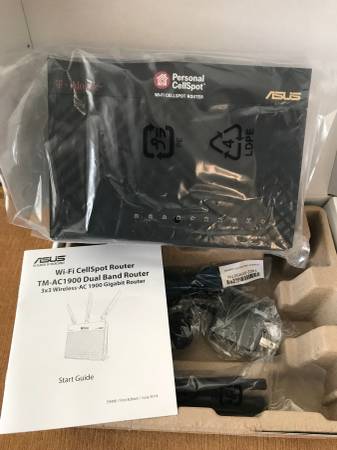 T··Mobile·
Personal
CellSpot
WI-FI CELLSPOT ROUTER
ASUS
PE
4
LDPE
ASUS
Wi-Fi CellSpot Router
TM-AC1900 Dual Band Router
3x3 Wireless-AC 1900 Gigabit Router
Start Guide